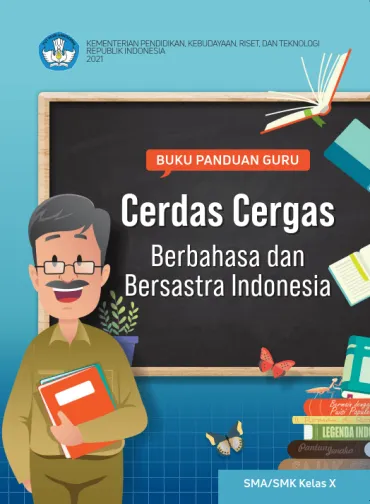 KEMENTERIAN PENDIDIKAN, KEBUDAYAAN, RISET, DAN TEKNOLOGI
REPUBLIK INDONESIA
2021
BUKU PANDUAN GURU
Cerdas Cergas
Berbahasa dan
Bersastra Indonesia
LEGENDA INDO
SMA/SMK Kelas X